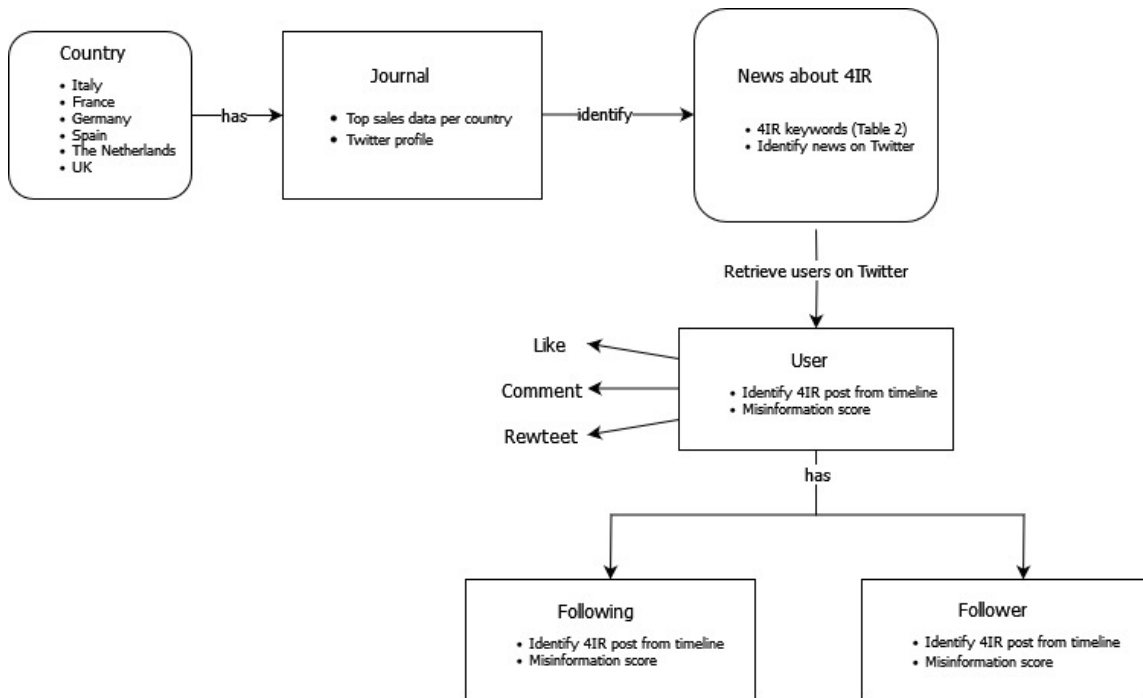 Country
• Italy
• France
• Germany
• Spain
• The Netherlands
• UK
has
Journal
• Top sales data per country
• Twitter profile
identify
News about 4IR
• 4IR keywords (Table 2)
• Identify news on Twitter
Retrieve users on Twitter
User
• Identify 4IR post from timeline
• Misinformation score
Like
Comment
Rewteet
has
Following
• Identify 4IR post from timeline
• Misinformation score
Follower
• Identify 4IR post from timeline
• Misinformation score